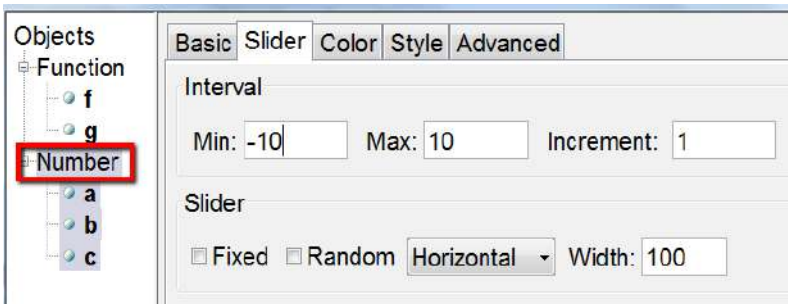 Objects
Function
f
g
Number
a
b
c
Basic Slider Color Style Advanced
Interval
Min: -10 Max: 10 Increment: 1
Slider
Fixed Random Horizontal Width: 100